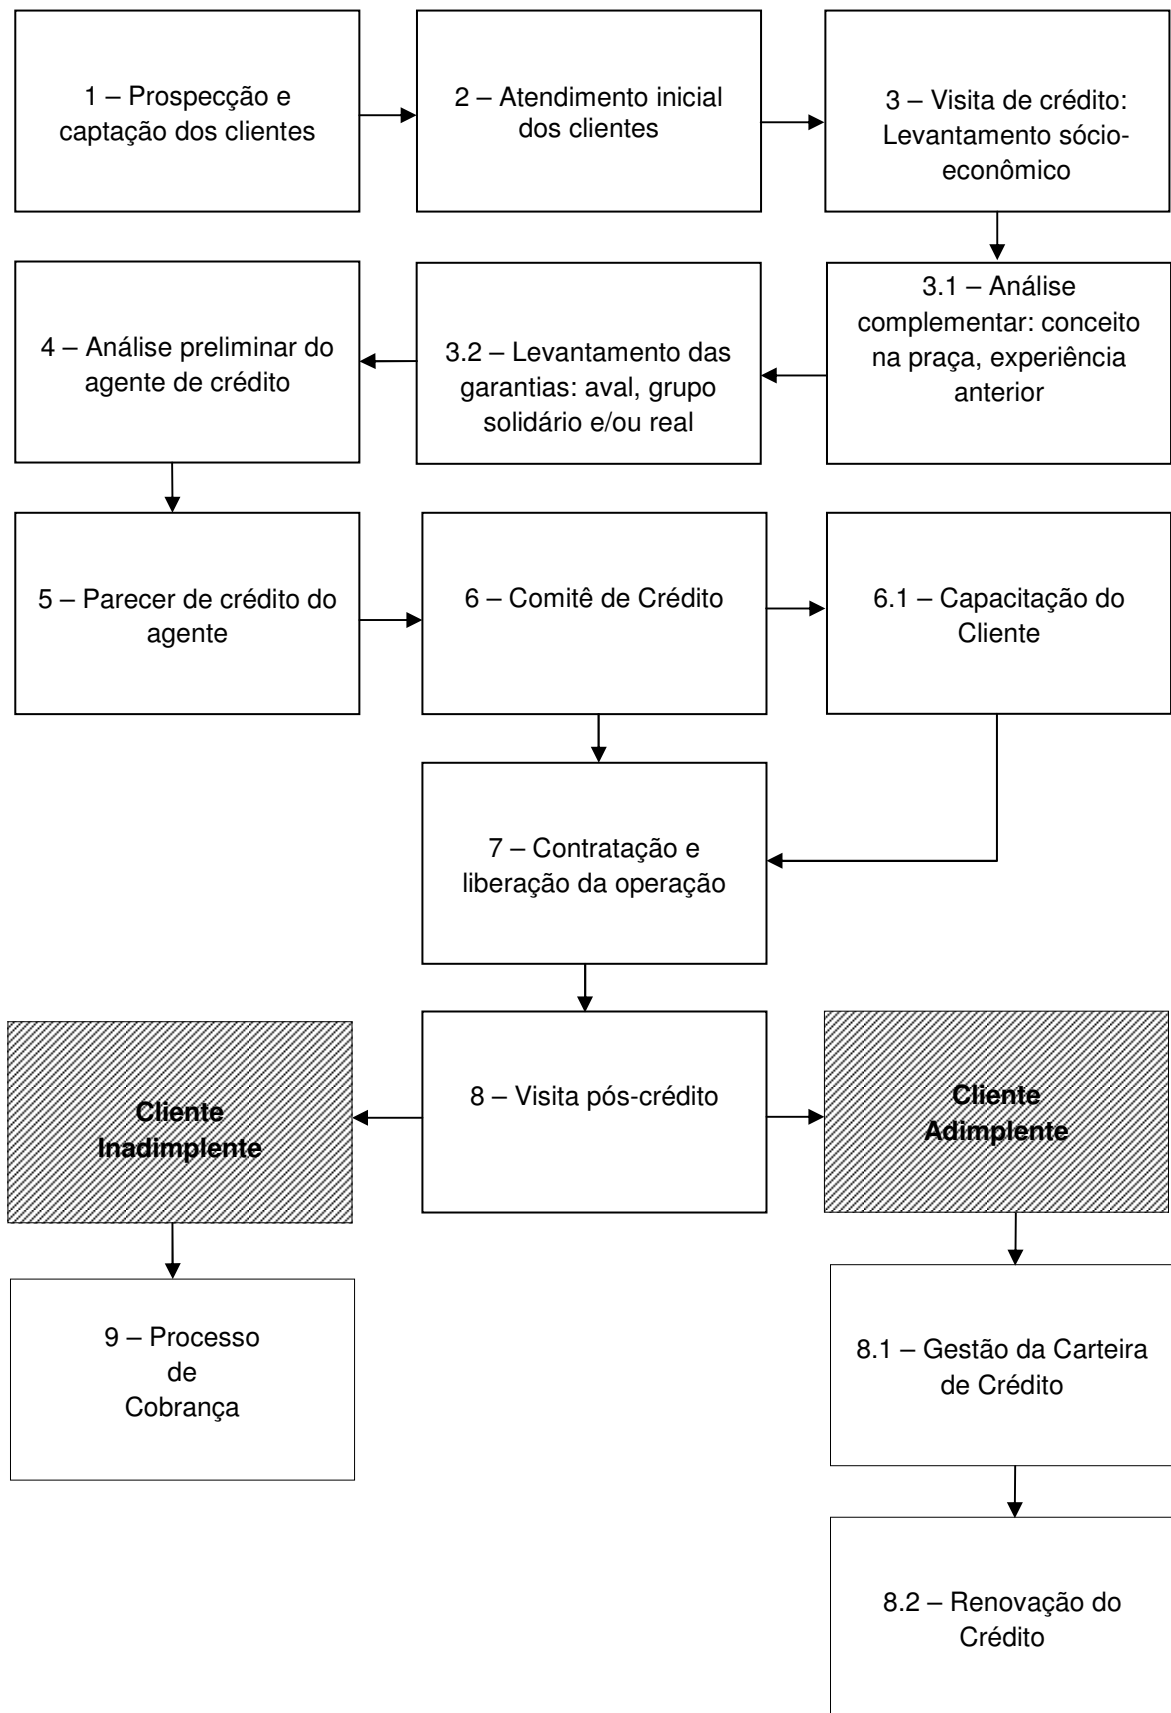 1 – Prospecção e
captação dos clientes
2 – Atendimento inicial
dos clientes
3 – Visita de crédito:
Levantamento sócio-
econômico
4 – Análise preliminar do
agente de crédito
3.2 – Levantamento das
garantias: aval, grupo
solidário e/ou real
3.1 – Análise
complementar: conceito
na praça, experiência
anterior
5 – Parecer de crédito do
agente
6 – Comitê de Crédito
6.1 – Capacitação do
Cliente
7 – Contratação e
liberação da operação
Cliente
Inadimplente
8 – Visita pós-crédito
Cliente
Adimplente
9 – Processo
de
Cobrança
8.1 – Gestão da Carteira
de Crédito
8.2 – Renovação do
Crédito